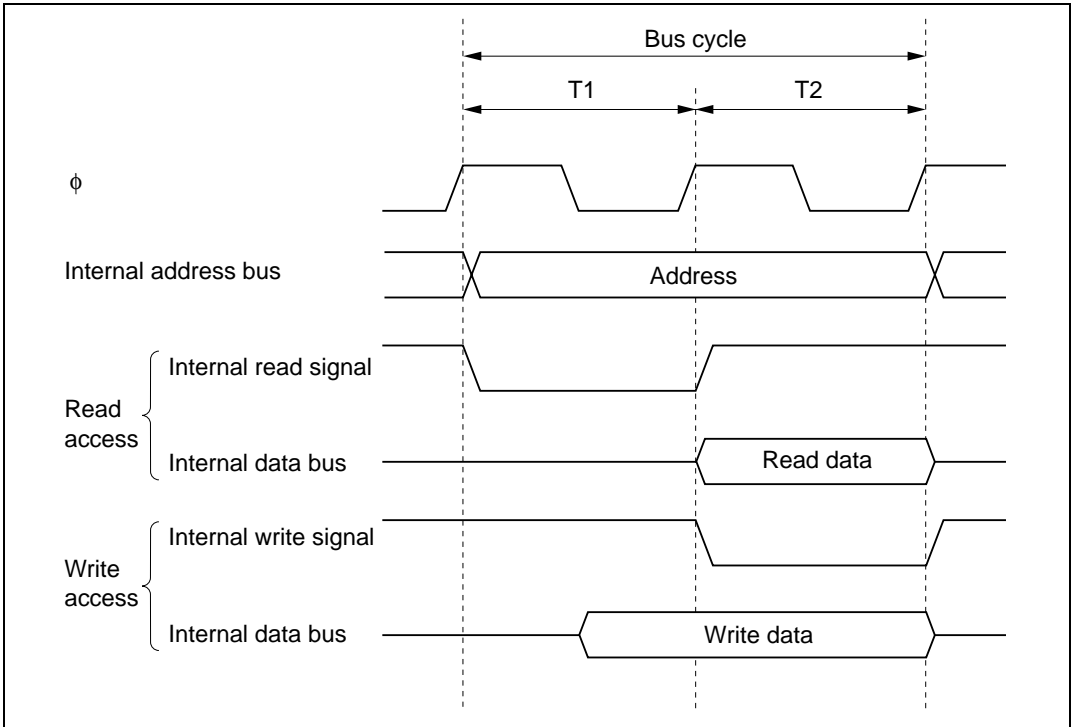 Bus cycle
T1 T2
ϕ
Internal address bus Address
Internal read signal
Read
access
Internal data bus Read data
Internal write signal
Write
access
Internal data bus Write data